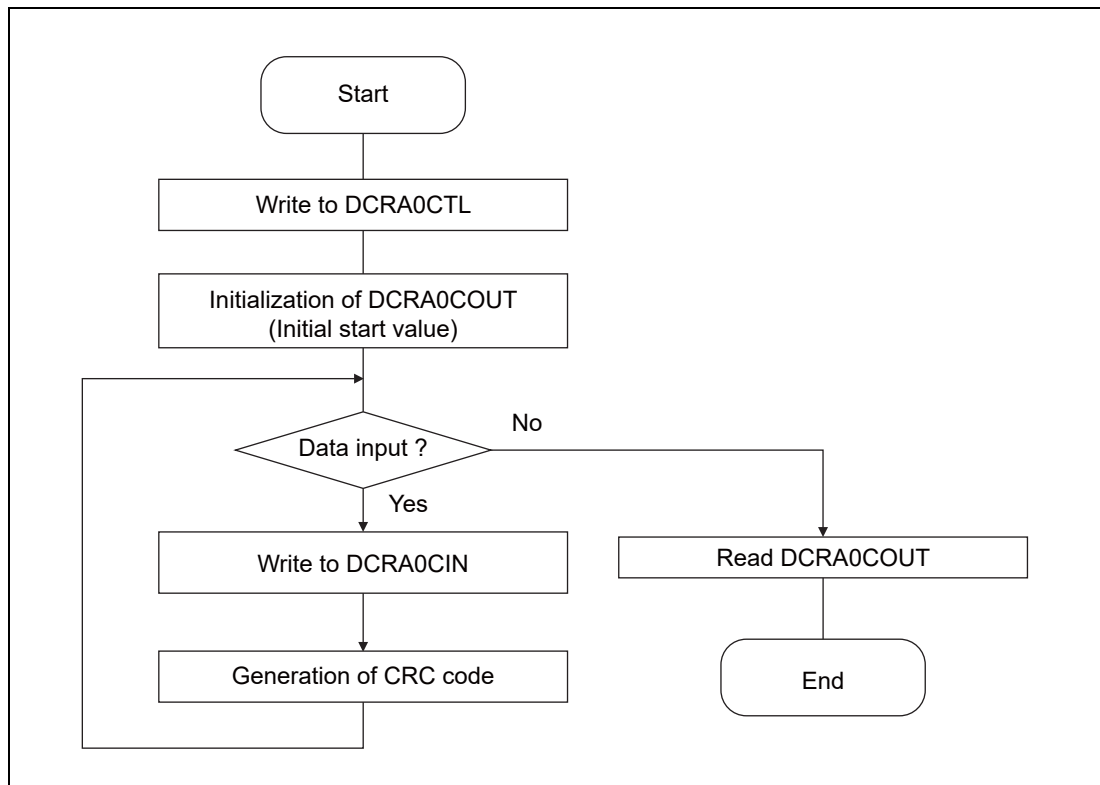 Start
Write to DCRA0CTL
Initialization of DCRA0COUT
(Initial start value)
Data input ?
No
Yes
Write to DCRA0CIN
Read DCRA0COUT
Generation of CRC code
End